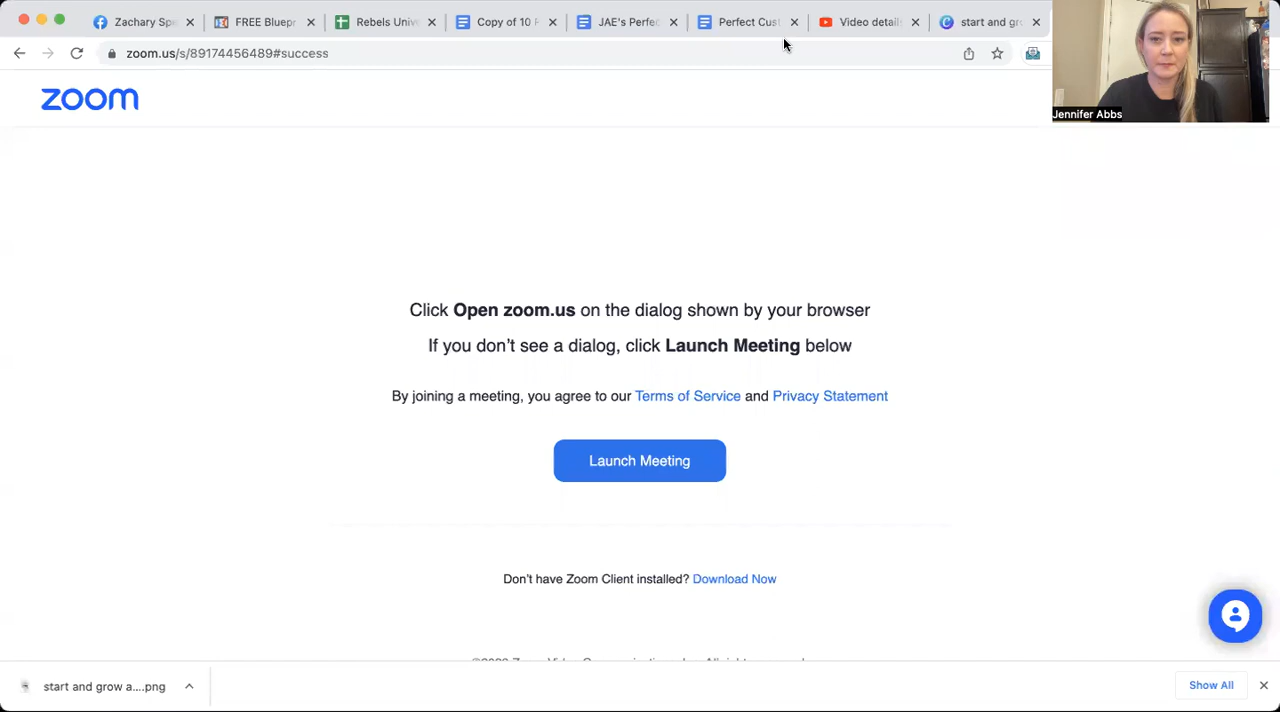 Zachary Sp
FREE Bluepr
Rebels Univ
Copy of 10
JAE's Perfec
Perfect Cust
Video detail
start and gr
zoom.us/s/89174456489#success
zoom
Jennifer Abbs
Click Open zoom.us on the dialog shown by your browser
If you don't see a dialog, click Launch Meeting below
By joining a meeting, you agree to our Terms of Service and Privacy Statement
Launch Meeting
Don't have Zoom Client installed? Download Now
start and grow a....png
Show All